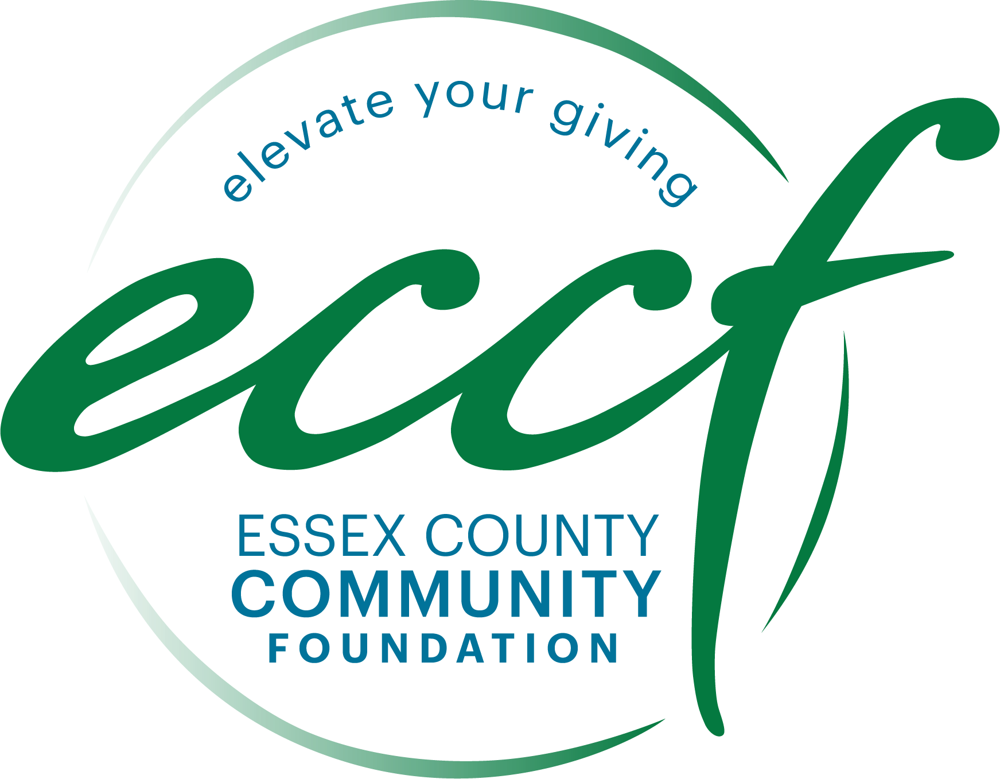 elevate your giving
eccf
ESSEX COUNTY
COMMUNITY
FOUNDATION